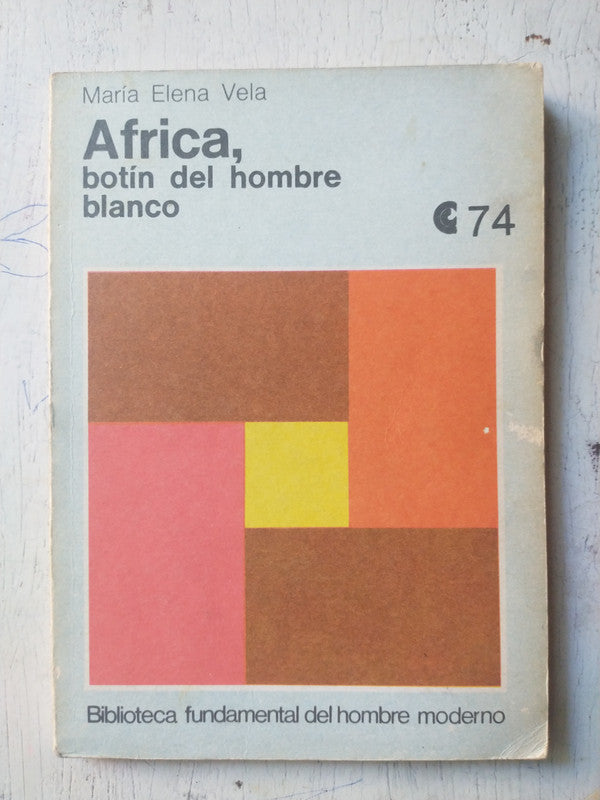 María Elena Vela
Africa,
botín del hombre
blanco
74
Biblioteca fundamental del hombre moderno